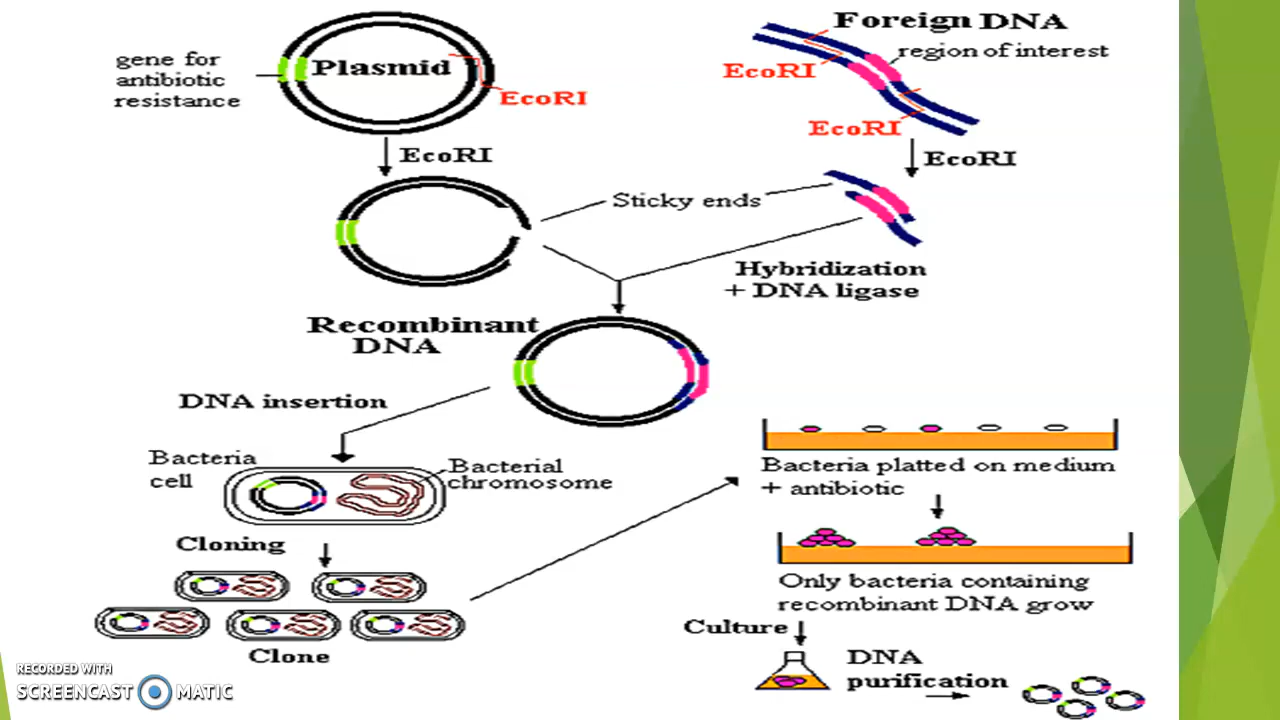 Foreign DNA
region of interest
EcoRI
EcoRI
EcoRI
gene for
antibiotic
resistance
Plasmid
EcoRI
EcoRI
Sticky ends
Hybridization
+ DNA ligase
Recombinant
DNA
DNA insertion
Bacteria
cell
Bacterial
chromosome
Cloning
Clone
Bacteria platted on medium
+ antibiotic
Only bacteria containing
recombinant DNA grow
Culture
DNA
purification
RECORDED WITH
SCREENCAST MATIC